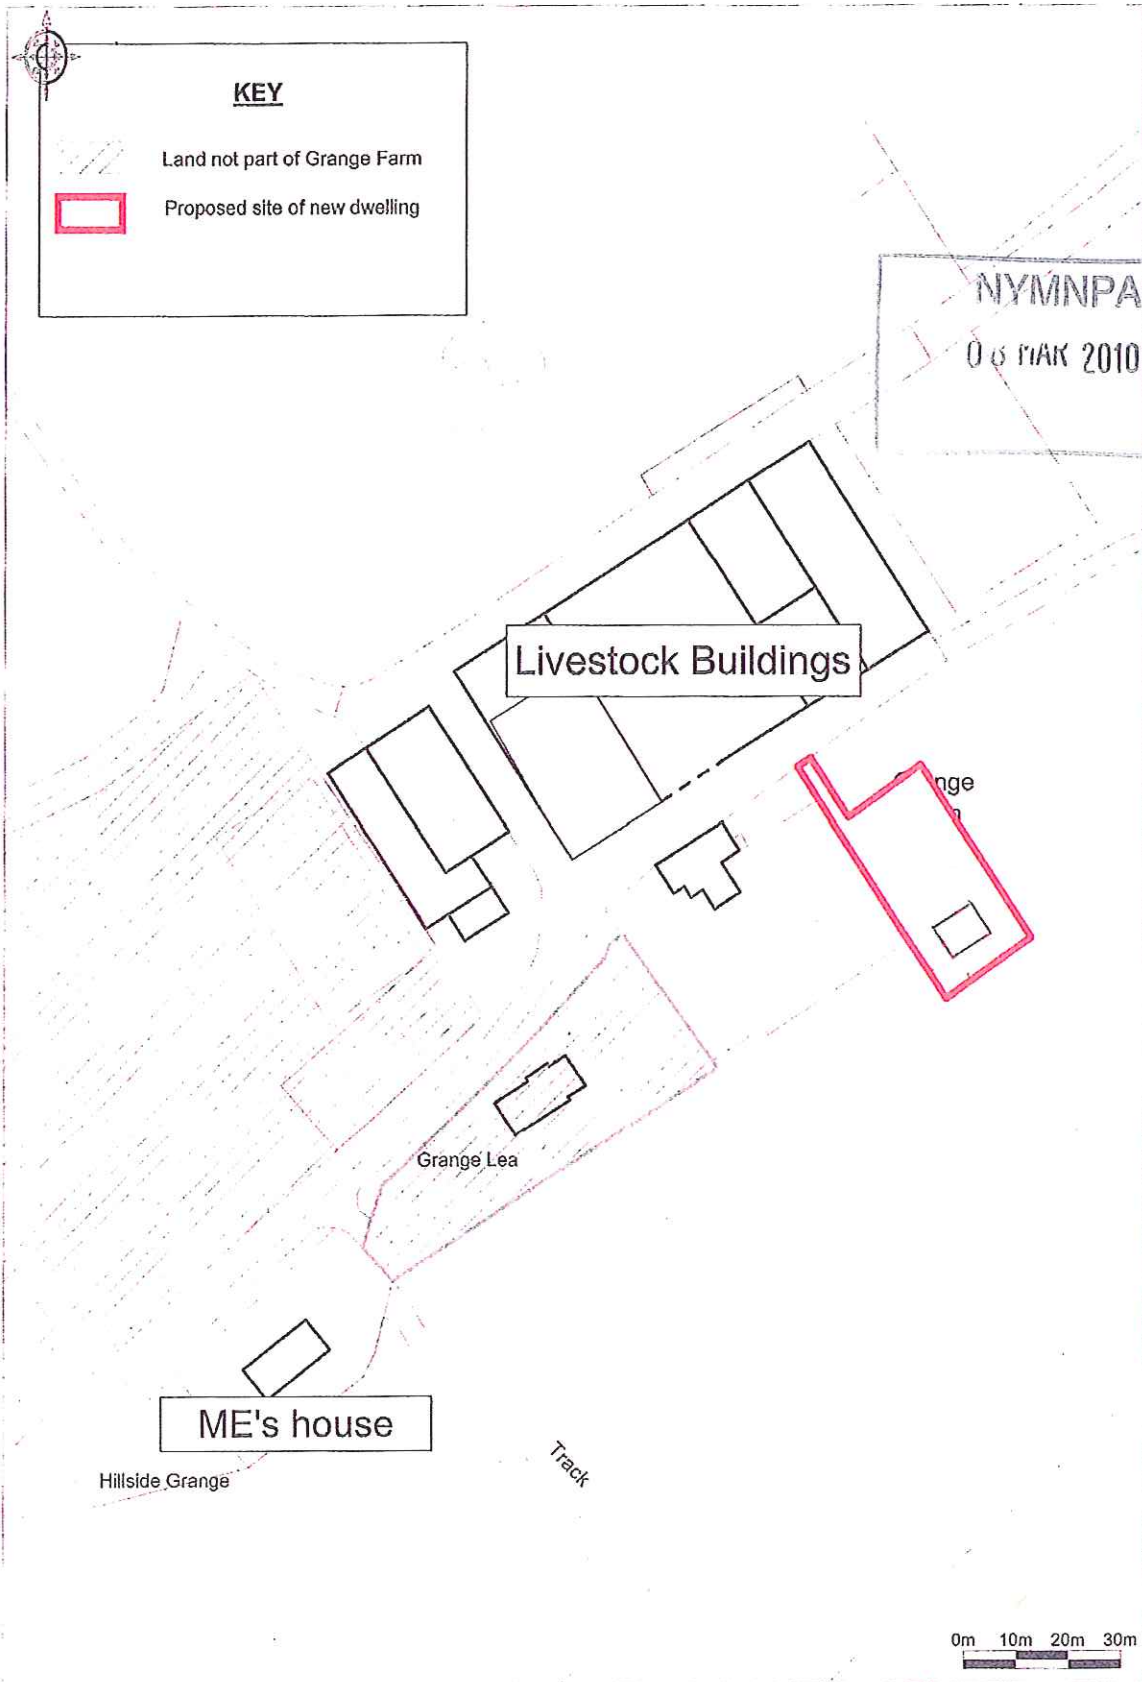 KEY
Land not part of Grange Farm
Proposed site of new dwelling
NYMNPA
MAR 2010
Livestock Buildings
nge
Grange Lea
ME's house
Hillside Grange
Track
0m 10m 20m 30m